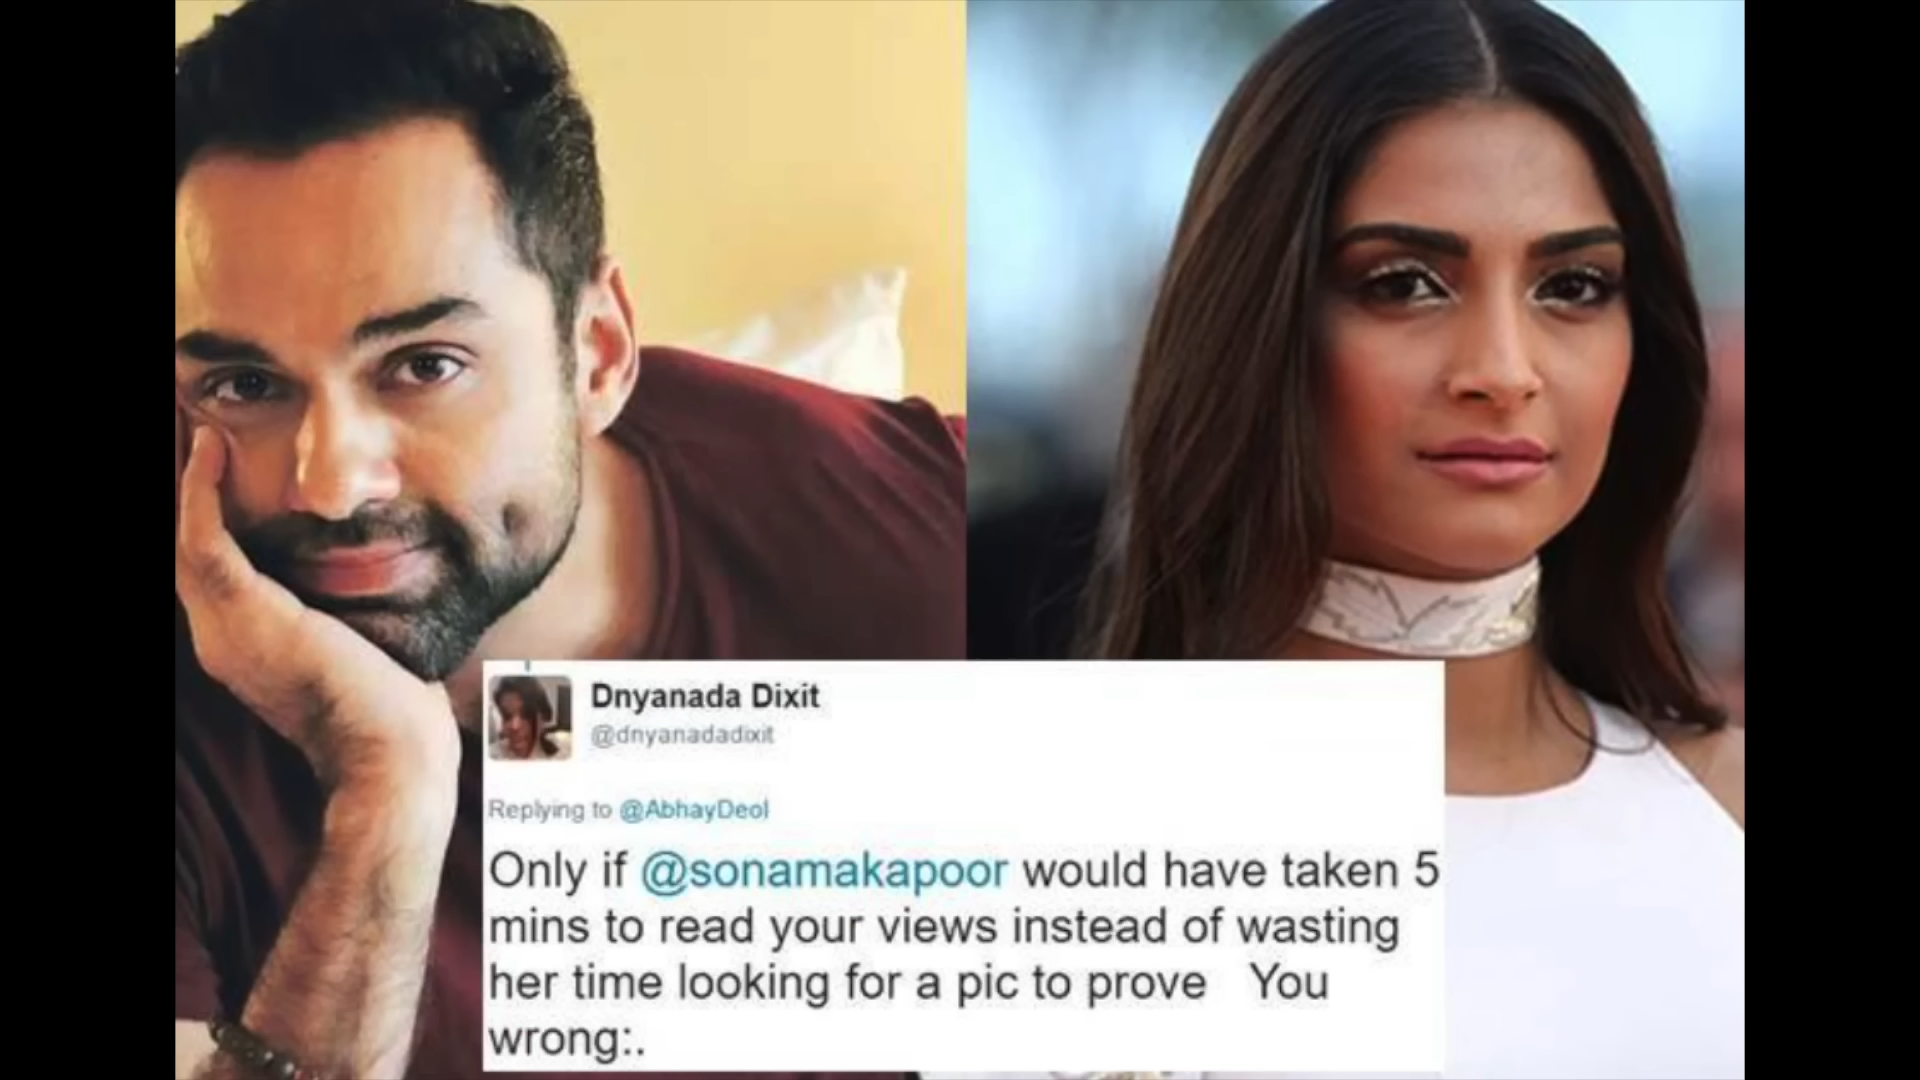 Dnyanada Dixit
@dnyanadadixit
Replying to @AbhayDeol
Only if @sonamakapoor would have taken 5
mins to read your views instead of wasting
her time looking for a pic to prove You
wrong:.